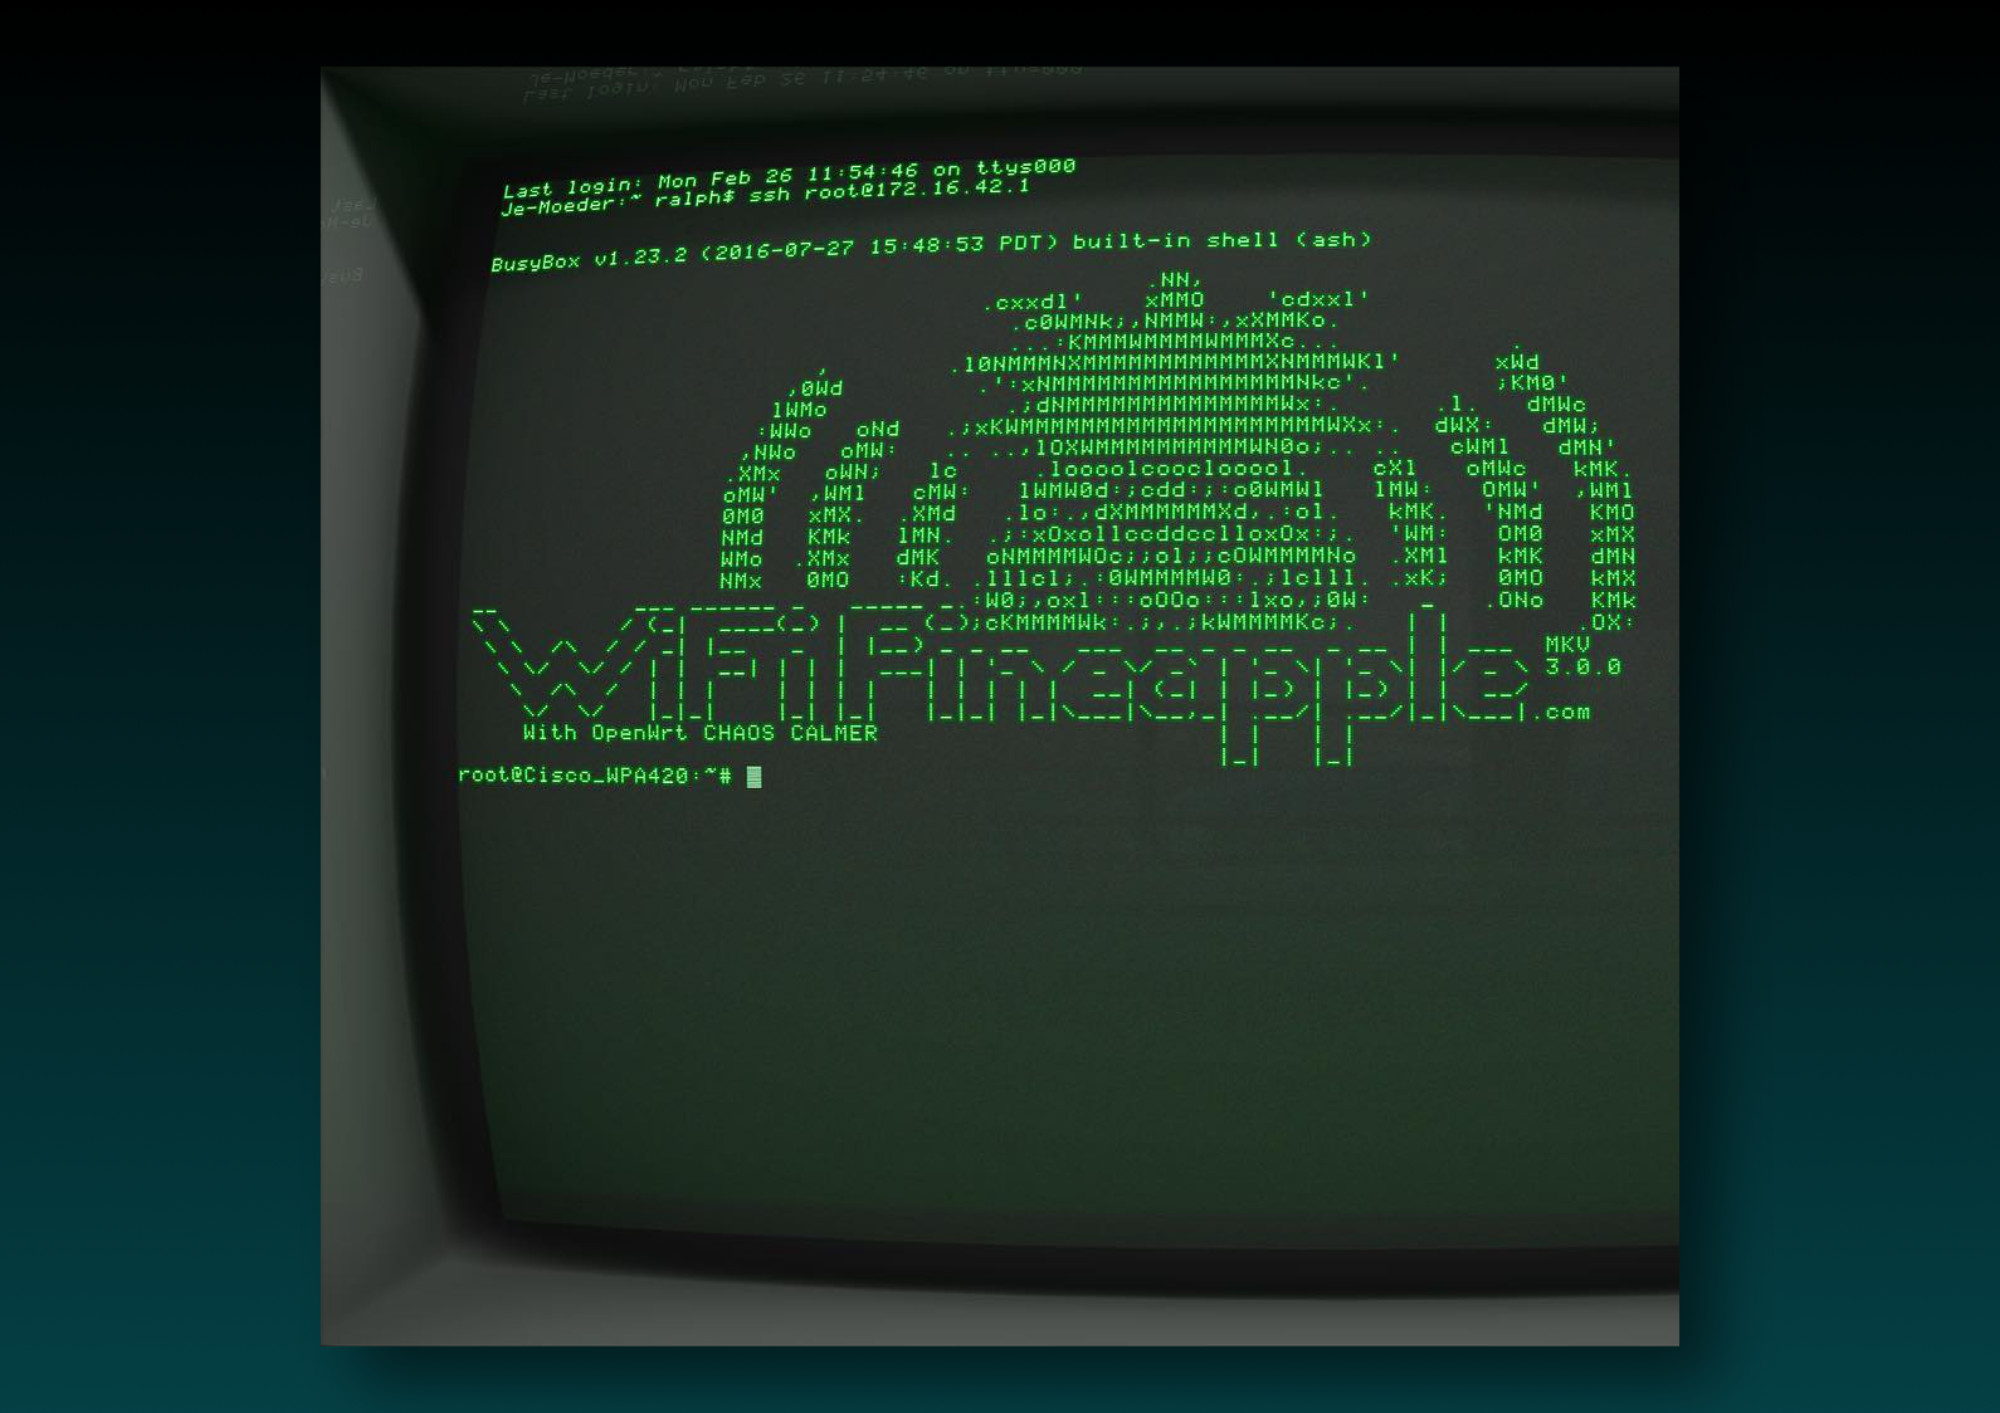 Last login: Mon Feb 26 11:54:46 on ttys000
Je-Moeder:~ ralph$ ssh root@172.16.42.1
BusyBox v1.23.2 (2016-07-27 15:48:53 PDT) built-in shell (ash)
WiFiPineapple
MKV
3.0.0
.com
With OpenWrt CHAOS CALMER
root@Cisco_WPA420:~#